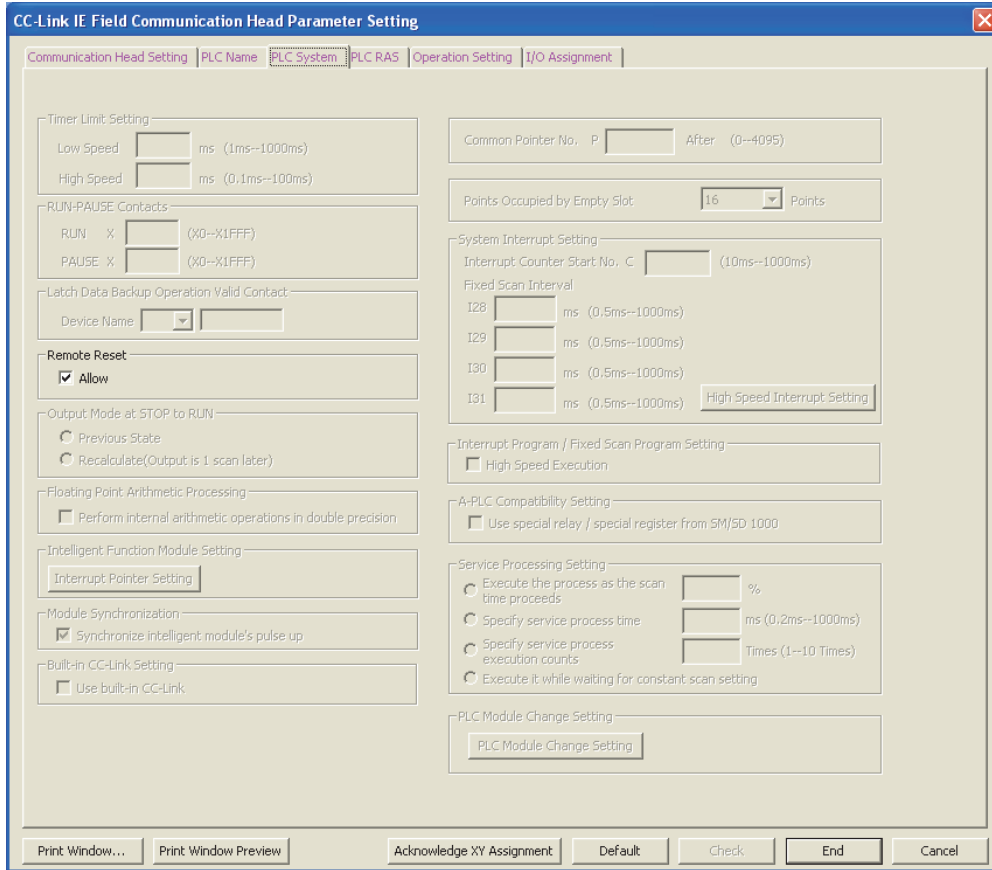 CC-Link IE Field Communication Head Parameter Setting
Communication Head Setting PLC Name PLC System PLC RAS Operation Setting I/O Assignment
Timer Limit Setting
Low Speed ms (1ms--1000ms)
High Speed ms (0.1ms--100ms)
RUN-PAUSE Contacts
RUN X (X0--X1FFF)
PAUSE X (X0--X1FFF)
Latch Data Backup Operation Valid Contact
Device Name
Remote Reset
Allow
Output Mode at STOP to RUN
Previous State
Recalculate(Output is 1 scan later)
Floating Point Arithmetic Processing
Perform internal arithmetic operations in double precision
Intelligent Function Module Setting
Interrupt Pointer Setting
Module Synchronization
Synchronize intelligent module's pulse up
Built-in CC-Link Setting
Use built-in CC-Link
Common Pointer No. P After (0--4095)
Points Occupied by Empty Slot 16 Points
System Interrupt Setting
Interrupt Counter Start No. C (10ms--1000ms)
Fixed Scan Interval
I28 ms (0.5ms--1000ms)
I29 ms (0.5ms--1000ms)
I30 ms (0.5ms--1000ms)
I31 ms (0.5ms--1000ms) High Speed Interrupt Setting
Interrupt Program / Fixed Scan Program Setting
High Speed Execution
A-PLC Compatibility Setting
Use special relay / special register from SM/SD 1000
Service Processing Setting
Execute the process as the scan
time proceeds %
Specify service process time ms (0.2ms--1000ms)
Specify service process
execution counts Times (1--10 Times)
Execute it while waiting for constant scan setting
PLC Module Change Setting
PLC Module Change Setting
Print Window... Print Window Preview Acknowledge XY Assignment Default Check End Cancel